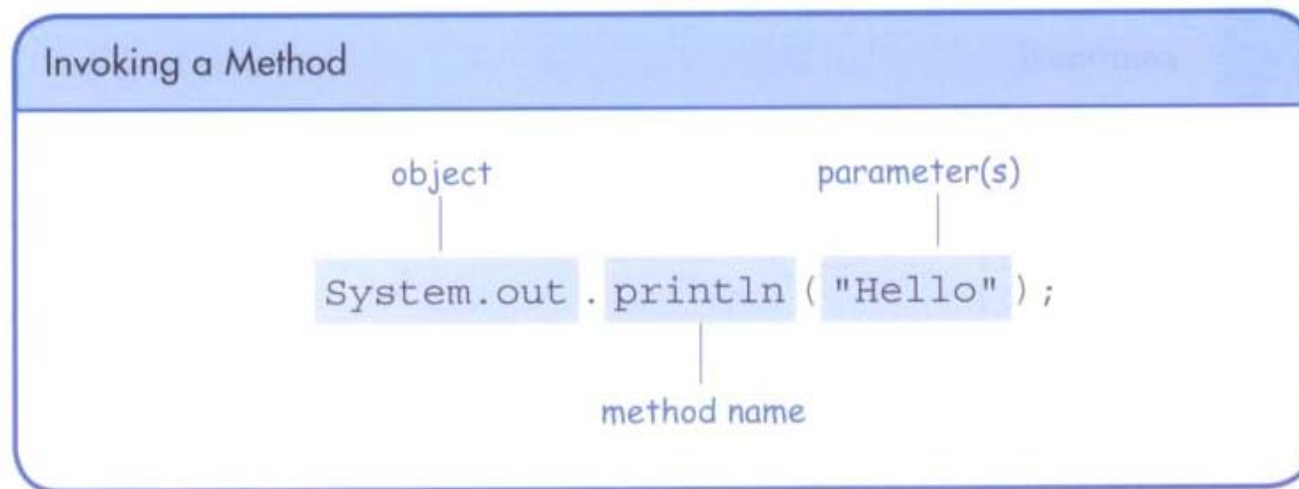 Invoking a Method
object parameter(s)
System.out.println("Hello");
method name